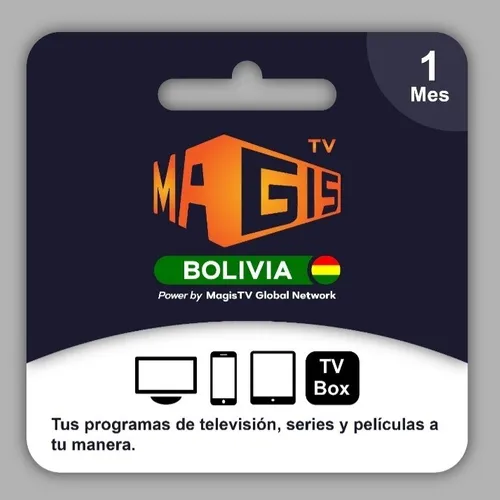 1
Mes
TV
MAGIS
BOLIVIA
Power by MagisTV Global Network
TV
Box
Tus programas de televisión, series y películas a
tu manera.